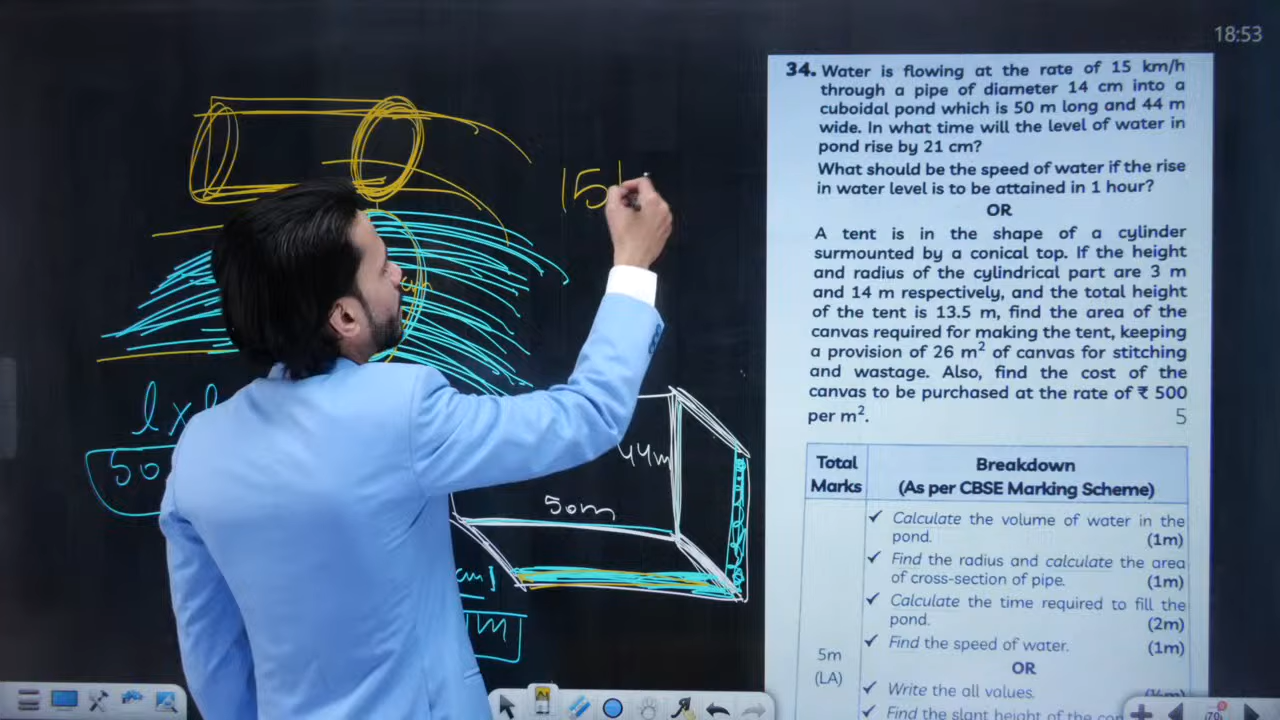 18:53
34. Water is flowing at the rate of 15 km/h
through a pipe of diameter 14 cm into a
cuboidal pond which is 50 m long and 44 m
wide. In what time will the level of water in
pond rise by 21 cm?
What should be the speed of water if the rise
in water level is to be attained in 1 hour?
OR
A tent is in the shape of a cylinder
surmounted by a conical top. If the height
and radius of the cylindrical part are 3 m
and 14 m respectively, and the total height
of the tent is 13.5 m, find the area of the
canvas required for making the tent, keeping
a provision of 26 m² of canvas for stitching
and wastage. Also, find the cost of the
canvas to be purchased at the rate of ₹ 500
per m². 5
Total Marks
Breakdown
(As per CBSE Marking Scheme)
5m
(LA)
✓ Calculate the volume of water in the
pond. (1m)
✓ Find the radius and calculate the area
of cross-section of pipe. (1m)
✓ Calculate the time required to fill the
pond. (2m)
✓ Find the speed of water. (1m)
OR
✓ Write the all values.
✓ Find the slant height of the
15
l x
50
44m
50m
cm
m